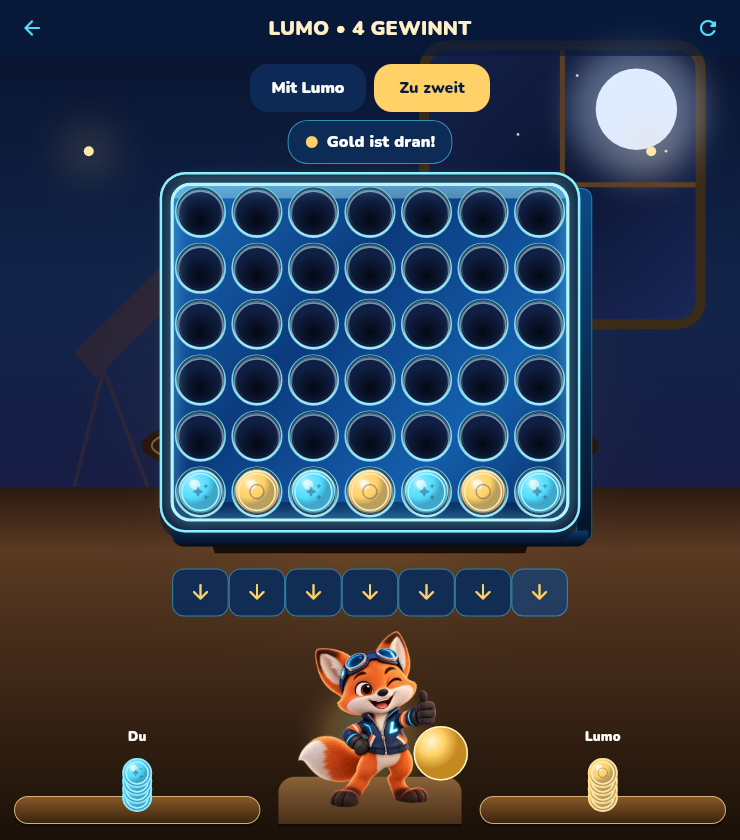 LUMO • 4 GEWINNT
Mit Lumo
Zu zweit
Gold ist dran!
Du
Lumo